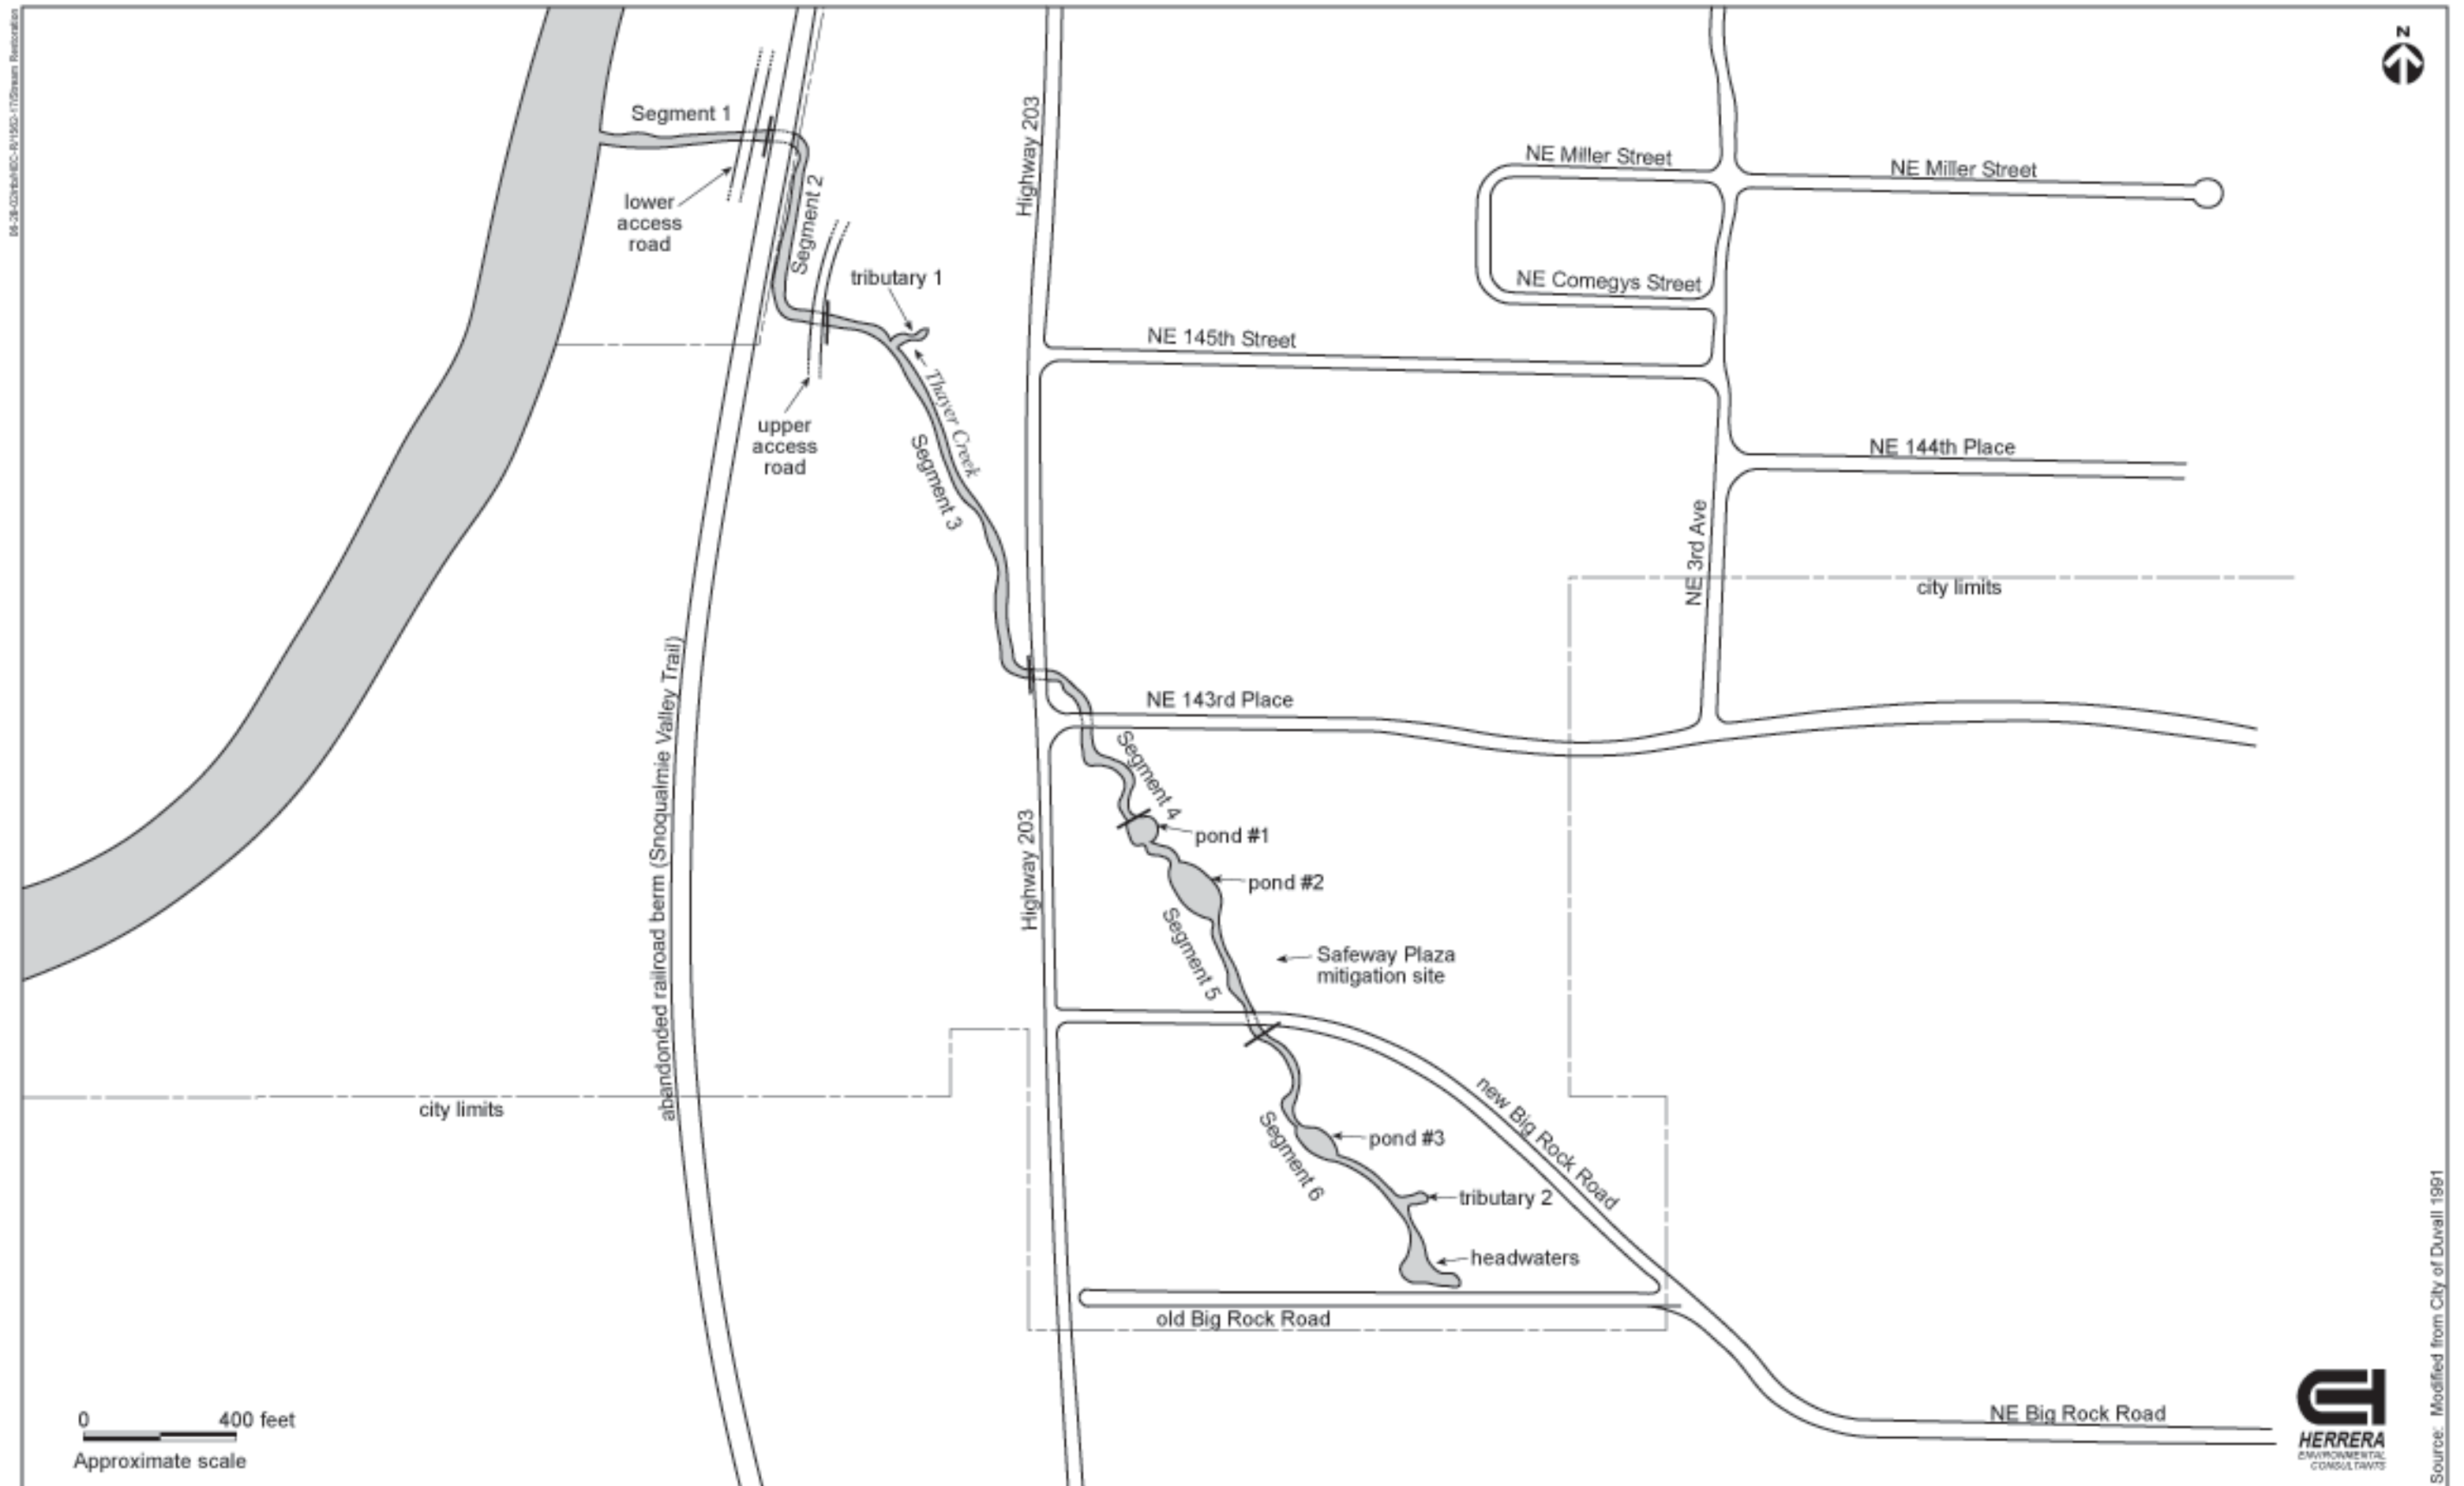 N
Segment 1
Highway 203
NE Miller Street
NE Miller Street
lower
access
road
Segment 2
tributary 1
NE Comegys Street
NE 145th Street
Thayer Creek
upper
access
road
Segment 3
NE 144th Place
NE 3rd Ave
city limits
abandonded railroad berm (Snoqualmie Valley Trail)
NE 143rd Place
Segment 4
Highway 203
pond #1
pond #2
Segment 5
Safeway Plaza
mitigation site
city limits
new Big Rock Road
pond #3
Segment 6
tributary 2
headwaters
old Big Rock Road
0 400 feet
Approximate scale
NE Big Rock Road
HERRERA
ENVIRONMENTAL
CONSULTANTS
Source: Modified from City of Duvall 1991